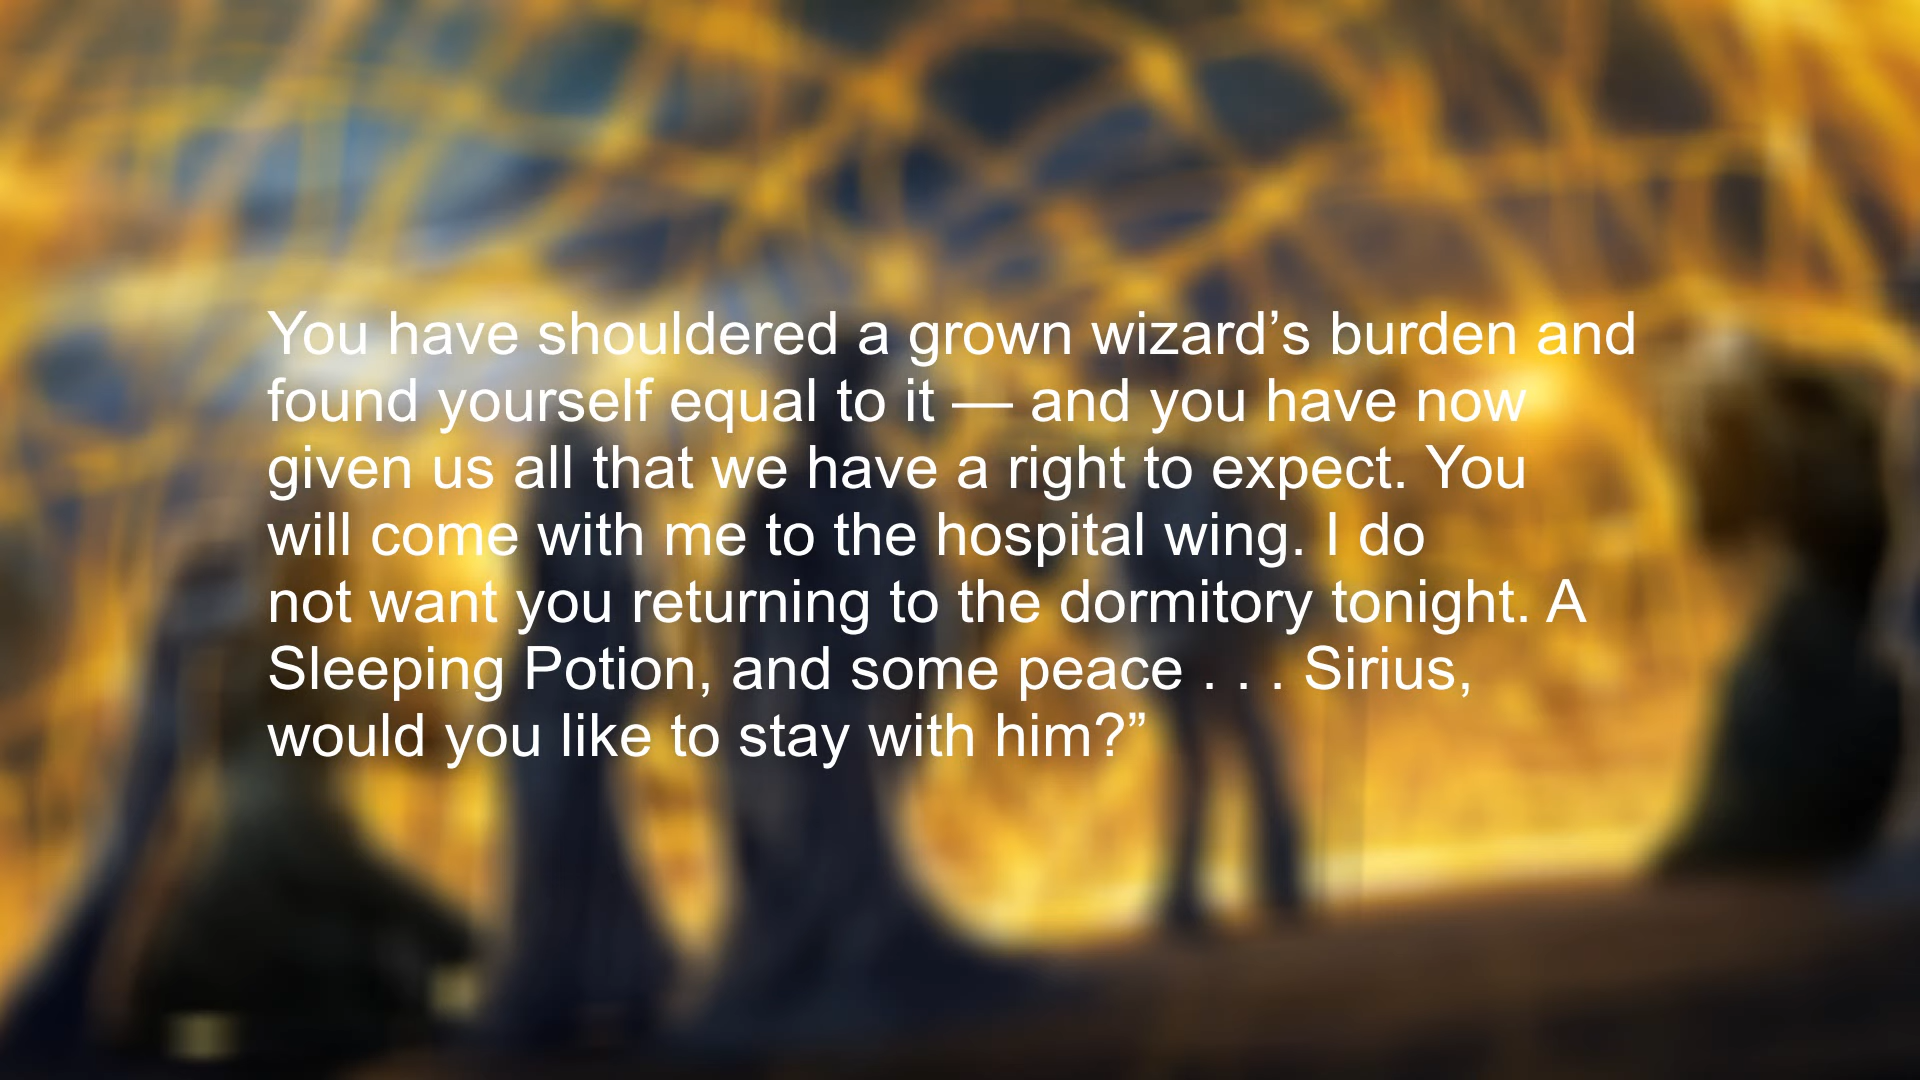 You have shouldered a grown wizard’s burden and
found yourself equal to it — and you have now
given us all that we have a right to expect. You
will come with me to the hospital wing. I do
not want you returning to the dormitory tonight. A
Sleeping Potion, and some peace . . . Sirius,
would you like to stay with him?”